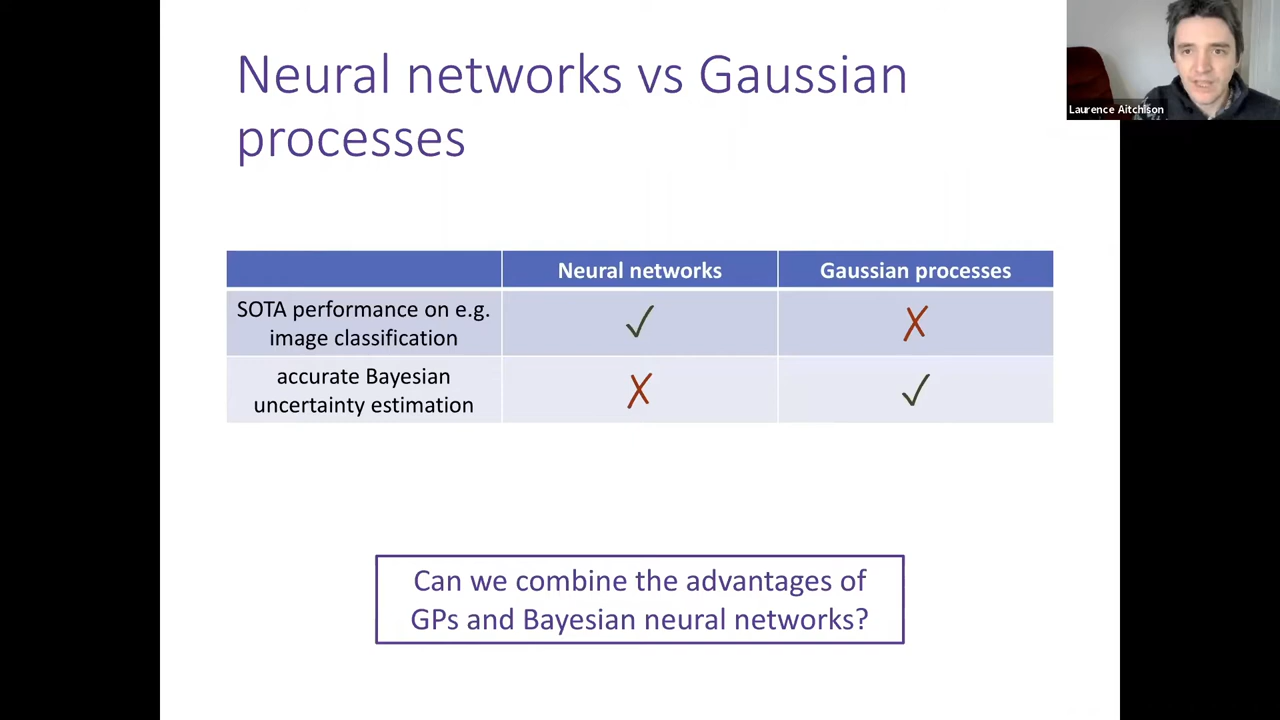 Neural networks vs Gaussian
processes
Laurence Aitchison
Neural networks
Gaussian processes
SOTA performance on e.g.
image classification
✓
✗
accurate Bayesian
uncertainty estimation
✗
✓
Can we combine the advantages of
GPs and Bayesian neural networks?